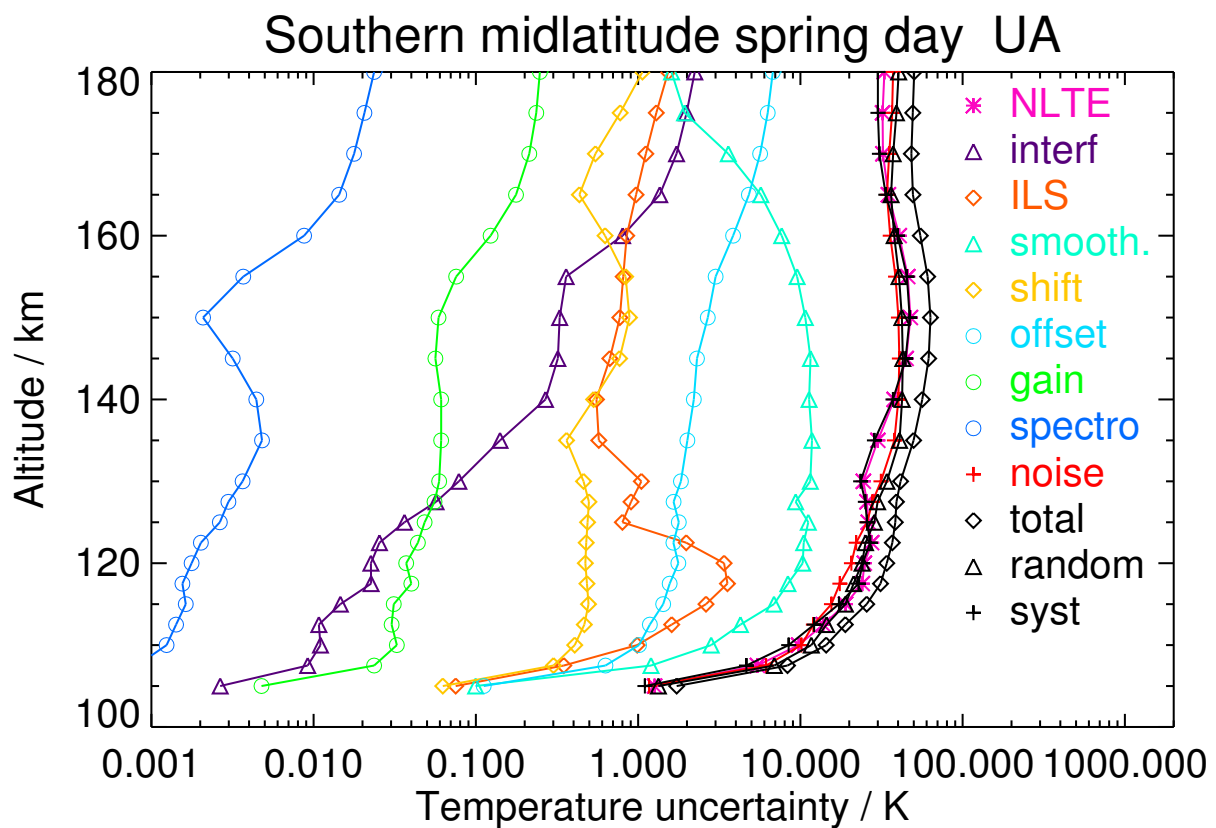 Southern midlatitude spring day UA
180
160
140
120
100
Altitude / km
NLTE
interf
ILS
smooth.
shift
offset
gain
spectro
noise
total
random
syst
0.001 0.010 0.100 1.000 10.000 100.000 1000.000
Temperature uncertainty / K